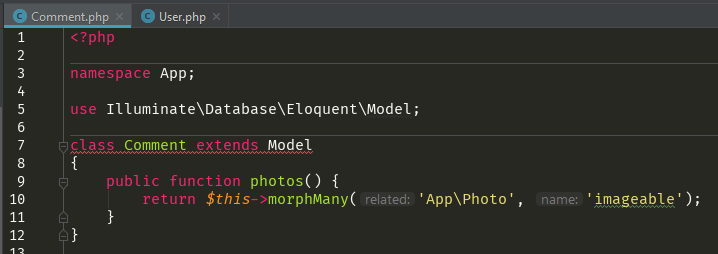 Comment.php × User.php ×
1 <?php
2
3 namespace App;
4
5 use Illuminate\Database\Eloquent\Model;
6
7 class Comment extends Model
8 {
9 public function photos() {
10 return $this->morphMany( related: 'App\Photo', name: 'imageable');
11 }
12 }
13